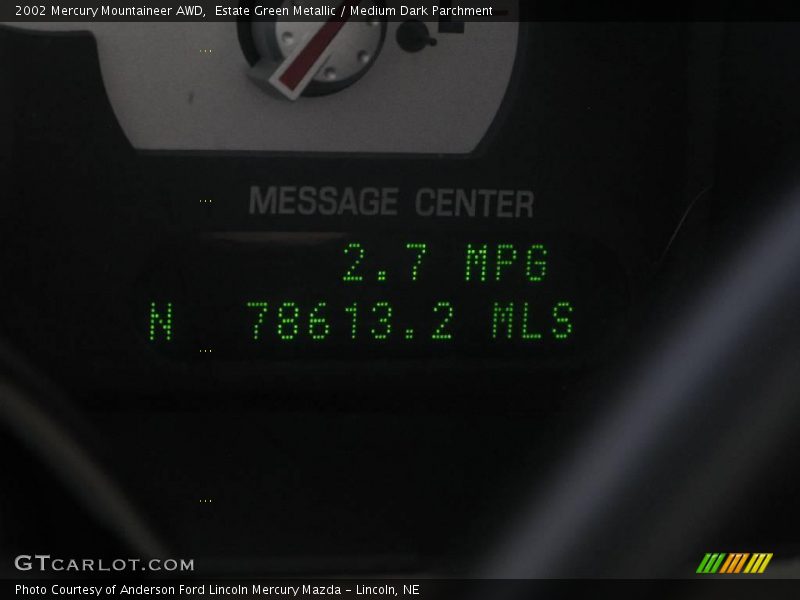 2002 Mercury Mountaineer AWD, Estate Green Metallic / Medium Dark Parchment
MESSAGE CENTER
2.7 MPG
N 78613.2 MLS
GTCARLOT.COM
Photo Courtesy of Anderson Ford Lincoln Mercury Mazda - Lincoln, NE